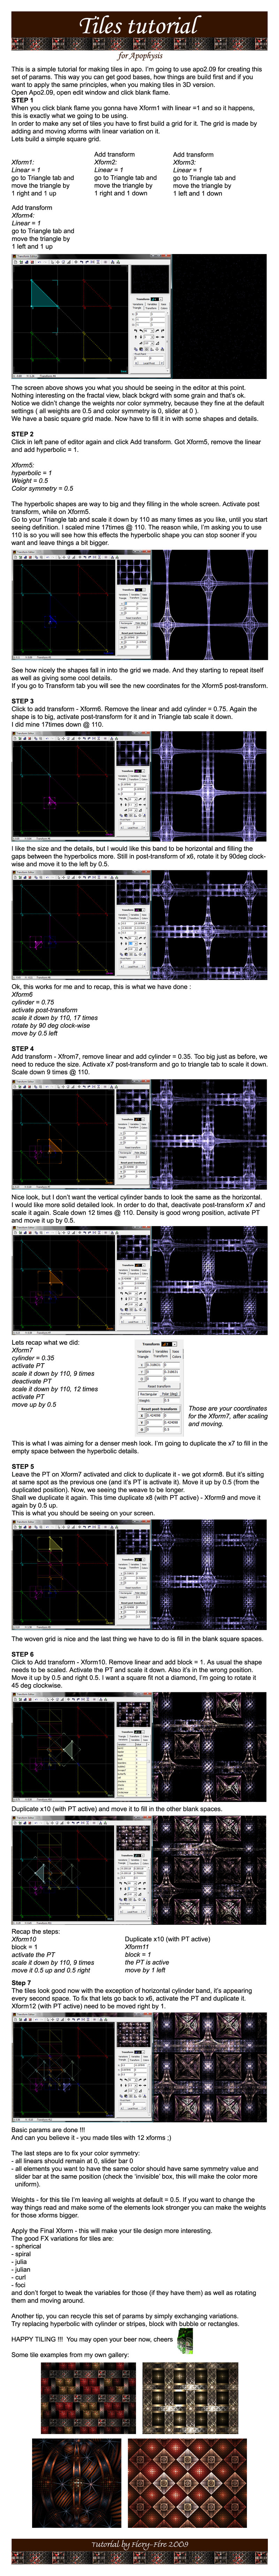 Tiles tutorial
for Apophysis
This is a simple tutorial for making tiles in apo. I'm going to use apo2.09 for creating this
set of params. This way you can get good bases, how things are build first and if you
want to apply the same principles, when you making tiles in 3D version.
Open Apo2.09, open edit window and click blank flame.
STEP 1
When you click blank flame you gonna have Xform1 with linear =1 and so it happens,
this is exactly what we going to be using.
In order to make any set of tiles you have to first build a grid for it. The grid is made by
adding and moving xforms with linear variation on it.
Lets build a simple square grid.
Xform1:
Linear = 1
go to Triangle tab and
move the triangle by
1 right and 1 up
Add transform
Xform2:
Linear = 1
go to Triangle tab and
move the triangle by
1 right and 1 down
Add transform
Xform3:
Linear = 1
go to Triangle tab and
move the triangle by
1 left and 1 down
Add transform
Xform4:
Linear = 1
go to Triangle tab and
move the triangle by
1 left and 1 up
The screen above shows you what you should be seeing in the editor at this point.
Nothing interesting on the fractal view, black bgkrd with some grain and that's ok.
Notice we didn't change the weights nor color symmetry, because they fine at the default
settings ( all weights are 0.5 and color symmetry is 0, slider at 0 ).
We have a basic square grid made. Now have to fill it in with some shapes and details.
STEP 2
Click in left pane of editor again and click Add transform. Got Xform5, remove the linear
and add hyperbolic = 1.
Xform5:
hyperbolic = 1
Weight = 0.5
Color symmetry = 0.5
The hyperbolic shapes are way to big and they filling in the whole screen. Activate post
transform, while on Xform5.
Go to your Triangle tab and scale it down by 110 as many times as you like, until you start
seeing definition. I scaled mine 17times @ 110. The reason while, I'm asking you to use
110 is so you will see how this effects the hyperbolic shape you can stop sooner if you
want and leave things a bit bigger.
See how nicely the shapes fall in into the grid we made. And they starting to repeat itself
as well as giving some cool details.
If you go to Transform tab you will see the new coordinates for the Xform5 post-transform.
STEP 3
Click to add transform - Xform6. Remove the linear and add cylinder = 0.75. Again the
shape is to big, activate post-transform for it and in Triangle tab scale it down.
I did mine 17times down @ 110.
I like the size and the details, but I would like this band to be horizontal and filling the
gaps between the hyperbolics more. Still in post-transform of x6, rotate it by 90deg clock-
wise and move it to the left by 0.5.
Ok, this works for me and to recap, this is what we have done :
Xform6
cylinder = 0.75
activate post-transform
scale it down by 110, 17 times
rotate by 90 deg clock-wise
move by 0.5 left
STEP 4
Add transform - Xfrom7, remove linear and add cylinder = 0.35. Too big just as before, we
need to reduce the size. Activate x7 post-transform and go to triangle tab to scale it down.
Scale down 9 times @ 110.
Nice look, but I don't want the vertical cylinder bands to look the same as the horizontal.
I would like more solid detailed look. In order to do that, deactivate post-transform x7 and
scale it again. Scale down 12 times @ 110. Density is good wrong position, activate PT
and move it up by 0.5.
Lets recap what we did:
Xform7
cylinder = 0.35
activate PT
scale it down by 110, 9 times
deactivate PT
scale it down by 110, 12 times
activate PT
move up by 0.5
Those are your coordinates
for the Xform7, after scaling
and moving.
This is what I was aiming for a denser mesh look. I'm going to duplicate the x7 to fill in the
empty space between the hyperbolic details.
STEP 5
Leave the PT on Xform7 activated and click to duplicate it - we got xform8. But it's sitting
at same spot as the previous one (and it's PT is activate it). Move it up by 0.5 (from the
duplicated position). Now, we seeing the weave to be longer.
Shall we duplicate it again. This time duplicate x8 (with PT active) - Xform9 and move it
again by 0.5 up.
This is what you should be seeing on your screen.
The woven grid is nice and the last thing we have to do is fill in the blank square spaces.
STEP 6
Click to Add transform - Xform10. Remove linear and add block = 1. As usual the shape
needs to be scaled. Activate the PT and scale it down. Also it's in the wrong position.
Move it up by 0.5 and right 0.5. I want a square fit not a diamond, I'm going to rotate it
45 deg clockwise.
Duplicate x10 (with PT active) and move it to fill in the other blank spaces.
Recap the steps:
Xform10
block = 1
activate the PT
scale it down by 110, 9 times
move it 0.5 up and 0.5 right
Duplicate x10 (with PT active)
Xform11
block = 1
the PT is active
move by 1 left
Step 7
The tiles look good now with the exception of horizontal cylinder band, it's appearing
every second space. To fix that lets go back to x6, activate the PT and duplicate it.
Xform12 (with PT active) need to be moved right by 1.
Basic params are done !!!
And can you believe it - you made tiles with 12 xforms ;)
The last steps are to fix your color symmetry:
- all linears should remain at 0, slider bar 0
- all elements you want to have the same color should have same symmetry value and
slider bar at the same position (check the 'invisible' box, this will make the color more
uniform).
Weights - for this tile I'm leaving all weights at default = 0.5. If you want to change the
way things read and make some of the elements look stronger you can make the weights
for those xforms bigger.
Apply the Final Xform - this will make your tile design more interesting.
The good FX variations for tiles are:
- spherical
- spiral
- julia
- julian
- curl
- foci
and don't forget to tweak the variables for those (if they have them) as well as rotating
them and moving around.
Another tip, you can recycle this set of params by simply exchanging variations.
Try replacing hyperbolic with cylinder or stripes, block with bubble or rectangles.
HAPPY TILING !!! You may open your beer now, cheers
Some tile examples from my own gallery:
Tutorial by Fiery-Fire 2009